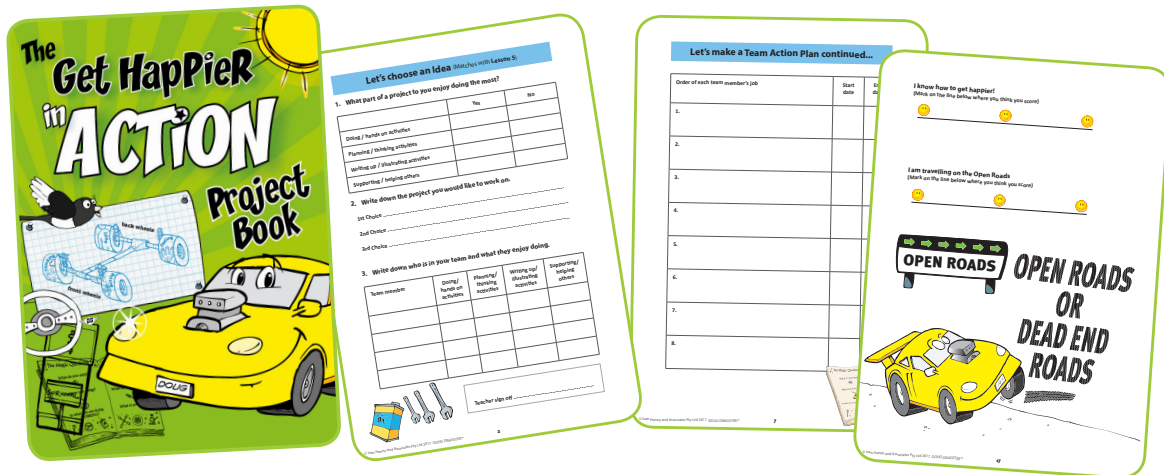 The
Get HapPieR
in
ACTiON
Project
Book
back wheels
front wheels
DOUG
Let's choose an idea (Matches with Lesson 5)
1. What part of a project to you enjoy doing the most?
Yes No
Doing / hands on activities
Planning / thinking activities
Writing up / illustrating activities
Supporting / helping others
2. Write down the project you would like to work on.
1st Choice
2nd Choice
3rd Choice
3. Write down who is in your team and what they enjoy doing.
Team member
Doing/
hands on
activities
Planning/
thinking
activities
Writing up/
illustrating
activities
Supporting/
helping
others
Teacher sign off
Let's make a Team Action Plan continued...
Order of each team member's job
Start
date
1.
2.
3.
4.
5.
6.
7.
8.
7
I know how to get happier!
(Mark on the line below where you think you score)
I am travelling on the Open Roads
(Mark on the line below where you think you score)
OPEN ROADS
OPEN ROADS
OR
DEAD END
ROADS